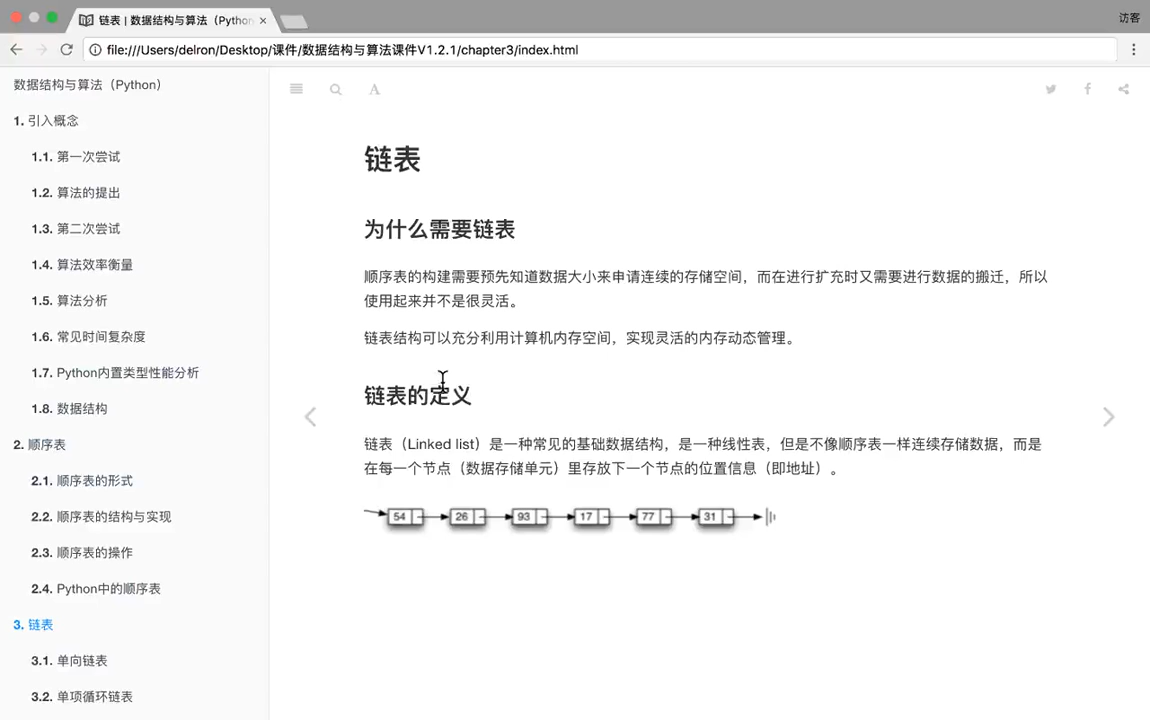 链表 | 数据结构与算法（Python
访客
file:///Users/delron/Desktop/课件/数据结构与算法课件V1.2.1/chapter3/index.html
数据结构与算法（Python）
1. 引入概念
1.1. 第一次尝试
1.2. 算法的提出
1.3. 第二次尝试
1.4. 算法效率衡量
1.5. 算法分析
1.6. 常见时间复杂度
1.7. Python内置类型性能分析
1.8. 数据结构
2. 顺序表
2.1. 顺序表的形式
2.2. 顺序表的结构与实现
2.3. 顺序表的操作
2.4. Python中的顺序表
3. 链表
3.1. 单向链表
3.2. 单项循环链表
A
链表
为什么需要链表
顺序表的构建需要预先知道数据大小来申请连续的存储空间，而在进行扩充时又需要进行数据的搬迁，所以
使用起来并不是很灵活。
链表结构可以充分利用计算机内存空间，实现灵活的内存动态管理。
链表的定义
链表（Linked list）是一种常见的基础数据结构，是一种线性表，但是不像顺序表一样连续存储数据，而是
在每一个节点（数据存储单元）里存放下一个节点的位置信息（即地址）。
54 26 93 17 77 31